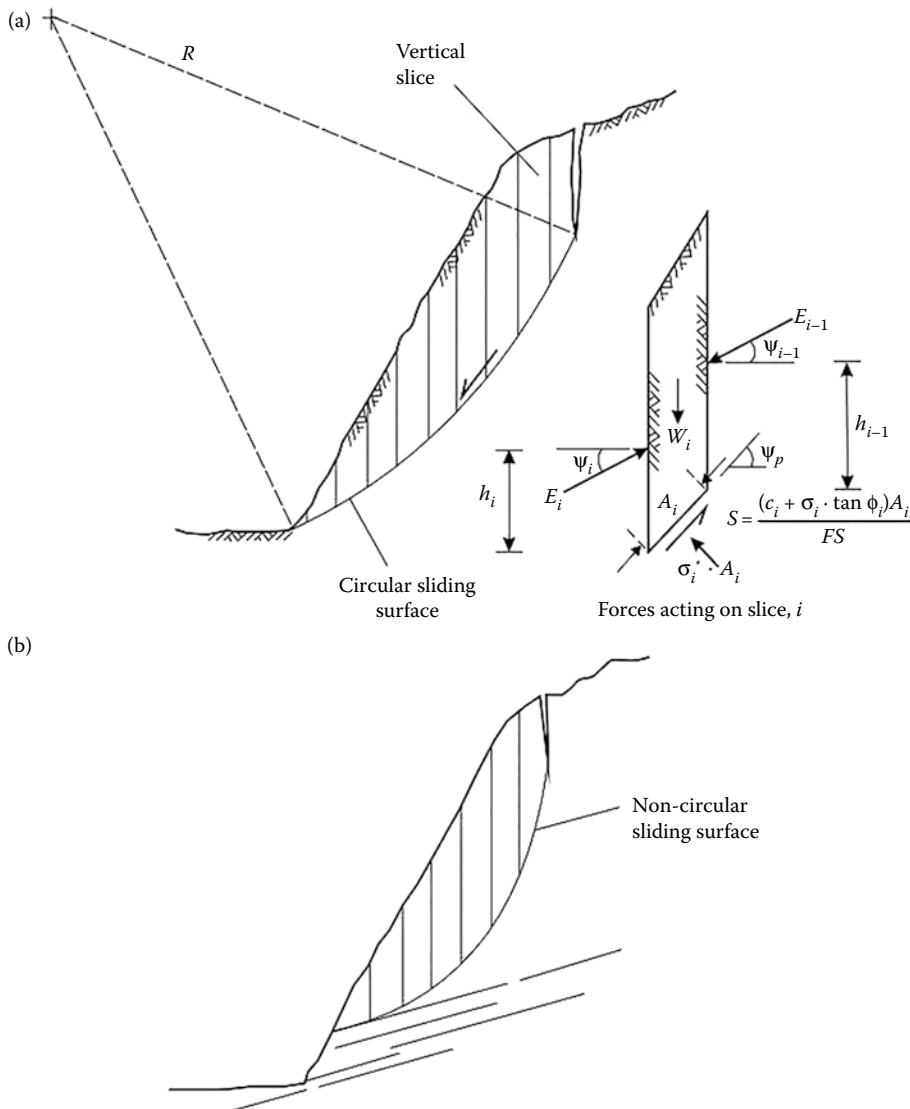 (a)
R
Vertical
slice
E_{i–1}
ψ_{i–1}
h_{i–1}
W_i
ψ_i
E_i
h_i
ψ_p
A_i
S = (c_i + σ_i · tan ϕ_i)A_i / FS
σ_i · A_i
Circular sliding
surface
Forces acting on slice, i
(b)
Non-circular
sliding surface